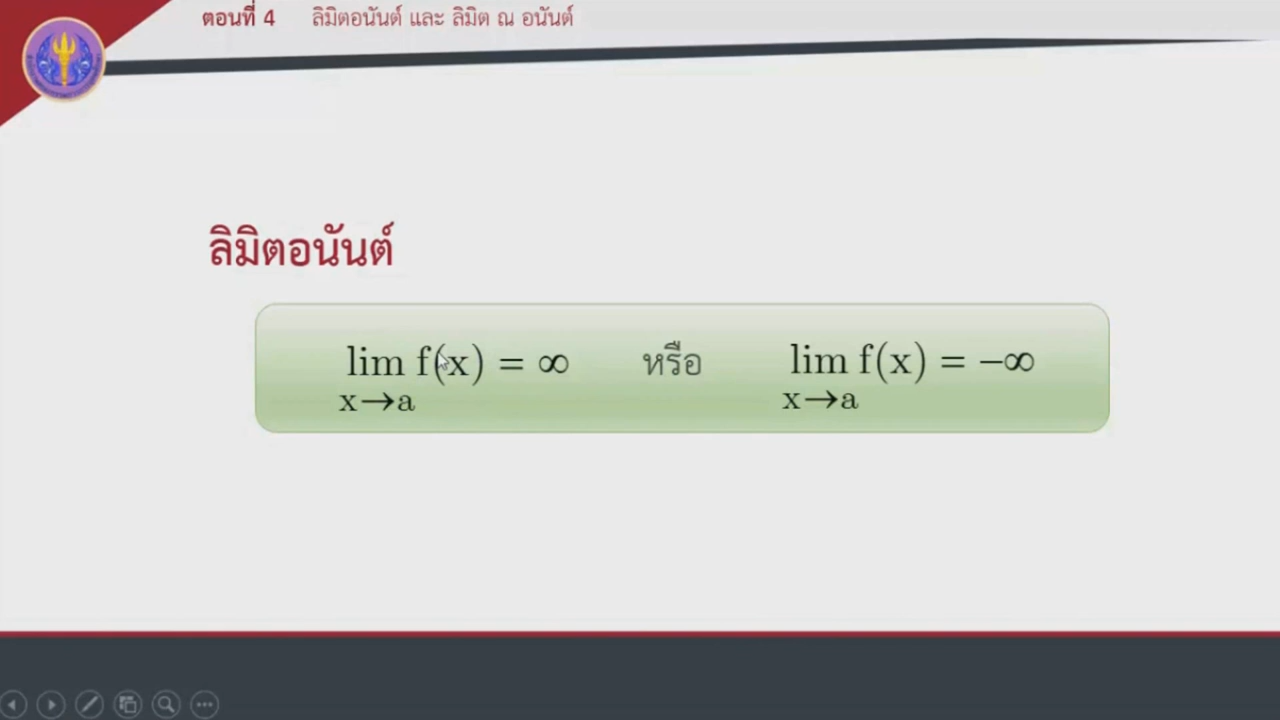 ตอนที่ 4 ลิมิตอนันต์ และ ลิมิต ณ อนันต์
ลิมิตอนันต์
lim f(x) = ∞ หรือ lim f(x) = −∞
x→a x→a